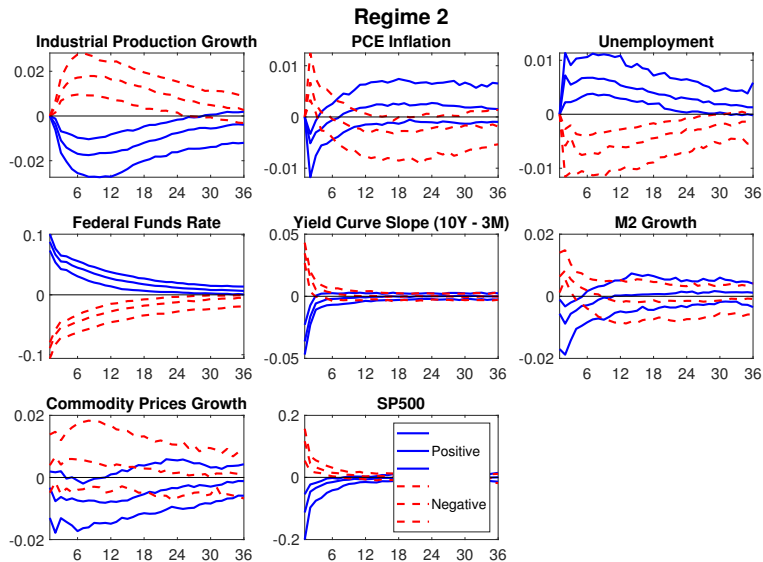 Regime 2
Industrial Production Growth
0.02
0
-0.02
6 12 18 24 30 36
PCE Inflation
0.01
0
-0.01
6 12 18 24 30 36
Unemployment
0.01
0
-0.01
6 12 18 24 30 36
Federal Funds Rate
0.1
0
-0.1
6 12 18 24 30 36
Yield Curve Slope (10Y - 3M)
0.05
0
-0.05
6 12 18 24 30 36
M2 Growth
0.02
0
-0.02
6 12 18 24 30 36
Commodity Prices Growth
0.02
0
-0.02
6 12 18 24 30 36
SP500
0.2
0
-0.2
6 12 18 24 30 36
Positive
Negative